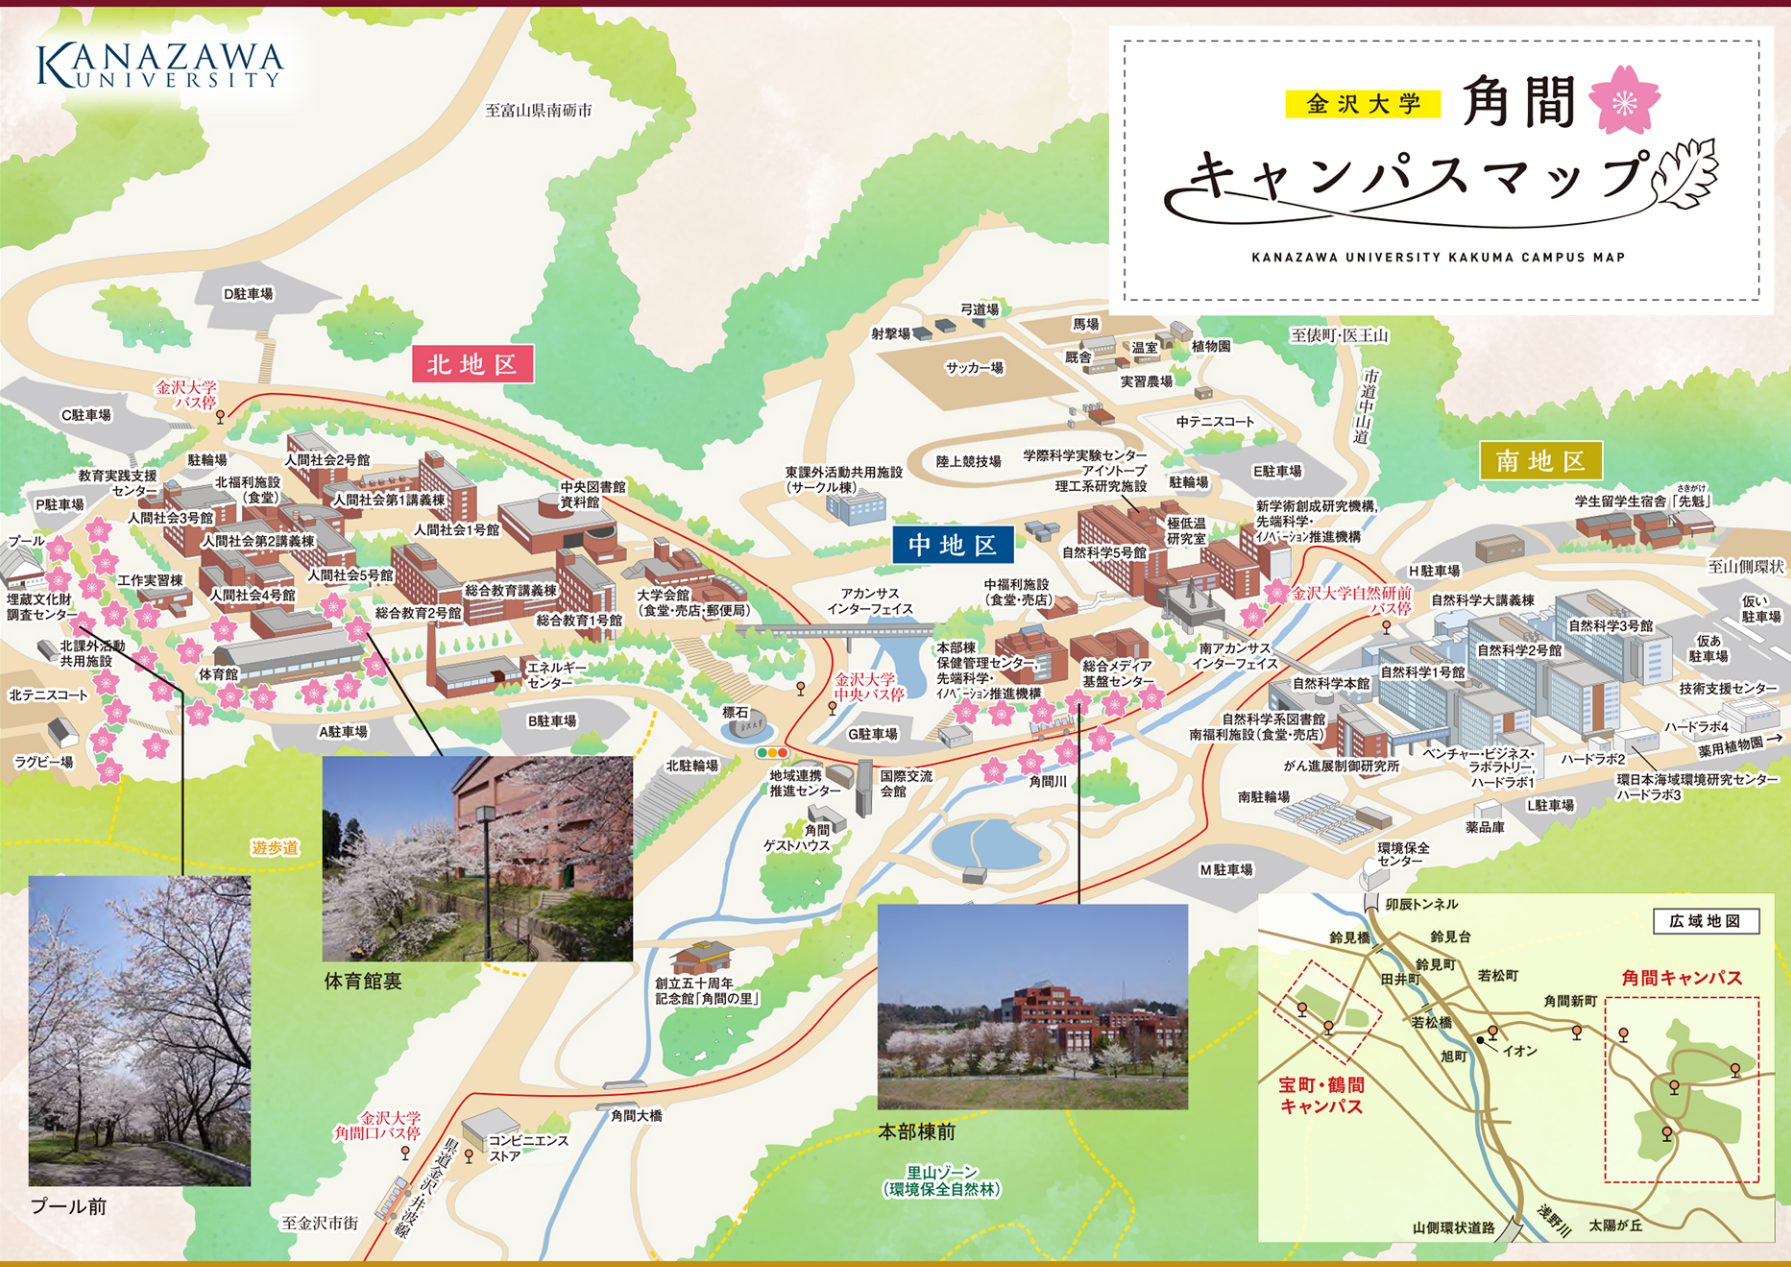 KANAZAWA
UNIVERSITY
金沢大学 角間
キャンパスマップ
KANAZAWA UNIVERSITY KAKUMA CAMPUS MAP
至富山県南砺市
D駐車場
北地区
金沢大学
バス停
C駐車場
駐輪場
教育実践支援
センター
P駐車場
北福利施設
（食堂）
人間社会2号館
人間社会第1講義棟
人間社会3号館
人間社会第2講義棟
人間社会1号館
中央図書館
資料館
プール
工作実習棟
人間社会4号館
人間社会5号館
総合教育2号館
総合教育講義棟
総合教育1号館
大学会館
（食堂・売店・郵便局）
埋蔵文化財
調査センター
北課外活動
共用施設
体育館
エネルギー
センター
北テニスコート
ラグビー場
A駐車場
B駐車場
標石
北駐輪場
遊歩道
弓道場
射撃場
馬場
サッカー場
厩舎
温室
植物園
実習農場
至俵町・医王山
市道中山道
中テニスコート
陸上競技場
学際科学実験センター
アイソトープ
理工系研究施設
駐輪場
E駐車場
東課外活動共用施設
（サークル棟）
中地区
自然科学5号館
極低温
研究室
新学術創成研究機構，
先端科学・
イノベーション推進機構
中福利施設
（食堂・売店）
アカンサス
インターフェイス
本部棟
保健管理センター，
先端科学・
イノベーション推進機構
総合メディア
基盤センター
南アカンサス
インターフェイス
金沢大学
中央バス停
G駐車場
地域連携
推進センター
国際交流
会館
角間
ゲストハウス
角間川
南地区
学生留学生宿舎「先魁」
さきがけ
H駐車場
至山側環状
金沢大学自然研前
バス停
自然科学大講義棟
自然科学3号館
自然科学2号館
自然科学1号館
自然科学本館
仮い
駐車場
仮あ
駐車場
技術支援センター
ハードラボ4
薬用植物園→
自然科学系図書館
南福利施設（食堂・売店）
がん進展制御研究所
ベンチャー・ビジネス・
ラボラトリー，
ハードラボ1
ハードラボ2
環日本海域環境研究センター
ハードラボ3
南駐輪場
L駐車場
薬品庫
環境保全
センター
M駐車場
プール前
体育館裏
本部棟前
創立五十周年
記念館「角間の里」
角間大橋
金沢大学
角間口バス停
コンビニエンス
ストア
県道金沢・井波線
至金沢市街
里山ゾーン
（環境保全自然林）
広域地図
卯辰トンネル
鈴見橋
鈴見台
鈴見町
田井町
若松町
若松橋
旭町
イオン
角間新町
角間キャンパス
宝町・鶴間
キャンパス
山側環状道路
浅野川
太陽が丘